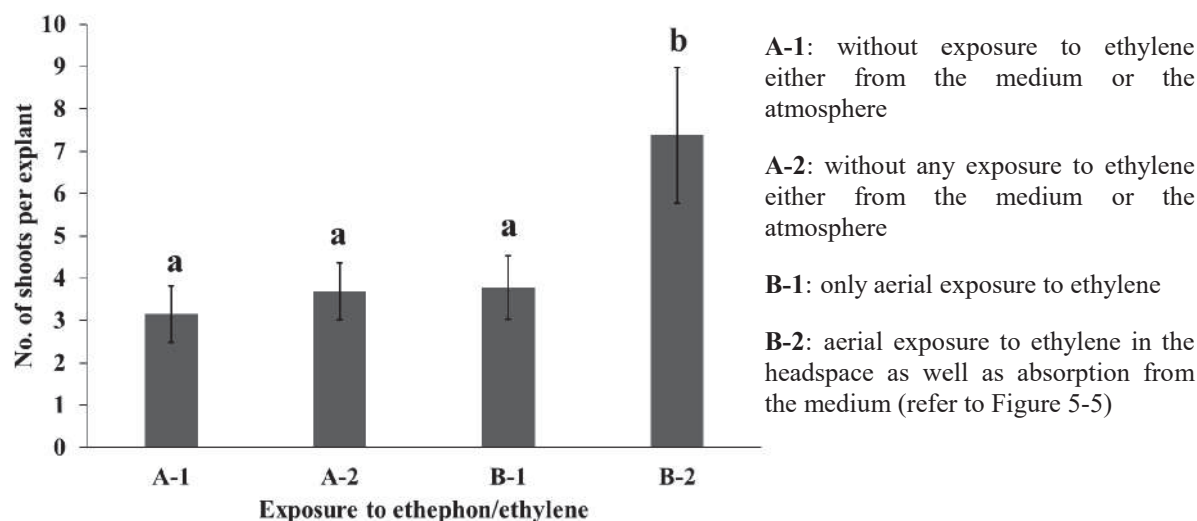 10
9
8
7
6
5
4
3
2
1
0
No. of shoots per explant
a
a
a
b
A-1
A-2
B-1
B-2
Exposure to ethephon/ethylene
A-1: without exposure to ethylene
either from the medium or the
atmosphere
A-2: without any exposure to ethylene
either from the medium or the
atmosphere
B-1: only aerial exposure to ethylene
B-2: aerial exposure to ethylene in the
headspace as well as absorption from
the medium (refer to Figure 5-5)